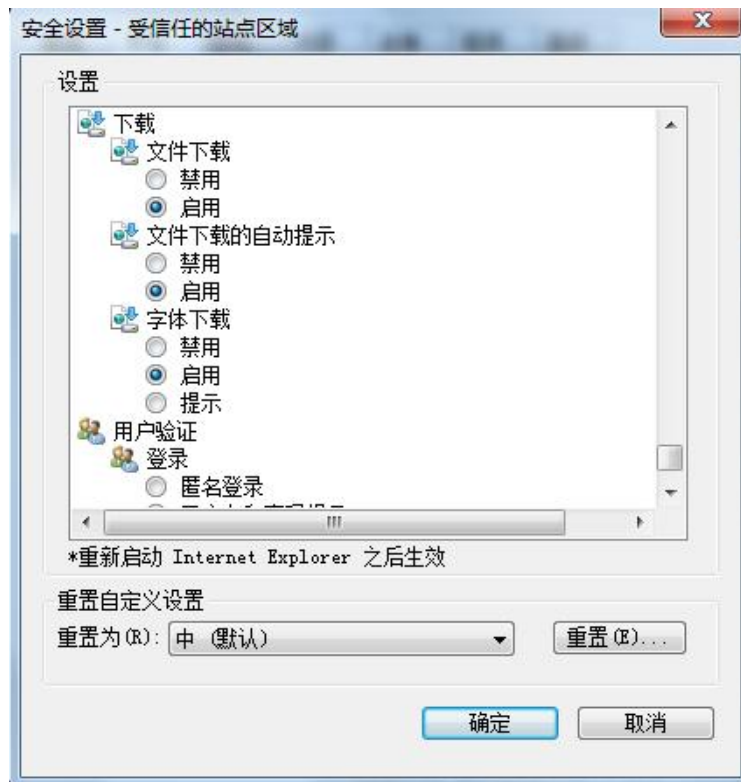 安全设置 - 受信任的站点区域
设置
下载
文件下载
禁用
启用
文件下载的自动提示
禁用
启用
字体下载
禁用
启用
提示
用户验证
登录
匿名登录
*重新启动 Internet Explorer 之后生效
重置自定义设置
重置为(R): 中 (默认) 重置(E)...
确定 取消